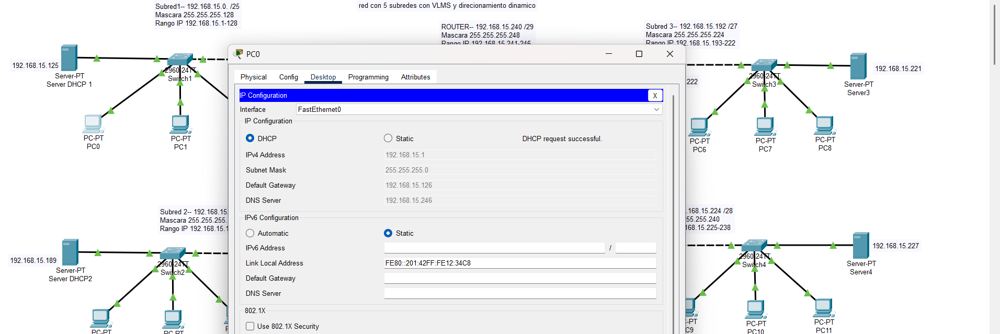 red con 5 subredes con VLMS y direcionamiento dinamico
Subred1-- 192.168.15.0. /25
Mascara 255.255.255.128
Rango IP 192.168.15.1-128
ROUTER-- 192.168.15.240 /29
Mascara 255.255.255.248
Rango IP 192.168.15.241-246
Subred 3-- 192.168.15.192 /27
Mascara 255.255.255.224
Rango IP 192.168.15.193-222
192.168.15.125
Server-PT
Server DHCP 1
2960-24TT
Switch1
PC-PT
PC0
PC-PT
PC1
PC0
Physical
Config
Desktop
Programming
Attributes
IP Configuration
X
Interface
FastEthernet0
IP Configuration
DHCP
Static
DHCP request successful.
IPv4 Address
192.168.15.1
Subnet Mask
255.255.255.0
Default Gateway
192.168.15.126
DNS Server
192.168.15.246
IPv6 Configuration
Automatic
Static
IPv6 Address
/
Link Local Address
FE80::201:42FF:FE12:34C8
Default Gateway
DNS Server
802.1X
Use 802.1X Security
222
2960-24TT
Switch3
192.168.15.221
Server-PT
Server3
PC-PT
PC6
PC-PT
PC7
PC-PT
PC8
Subred 2-- 192.168.15.
Mascara 255.255.255.
Rango IP 192.168.15.1
192.168.15.189
Server-PT
Server DHCP2
2960-24TT
Switch2
PC-PT
PC-PT
.168.15.224 /28
55.255.240
168.15.225-238
2960-24TT
Switch4
192.168.15.227
Server-PT
Server4
-PT
C9
PC-PT
PC10
PC-PT
PC11